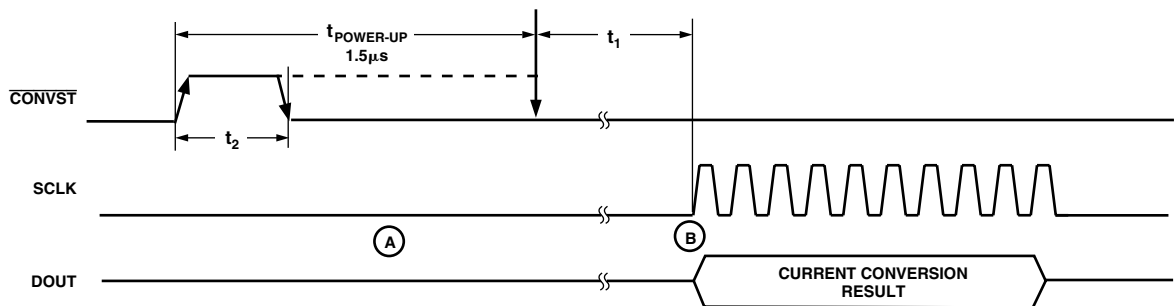 tPOWER-UP
1.5μs
t1
CONVST
t2
SCLK
A
B
DOUT
CURRENT CONVERSION
RESULT